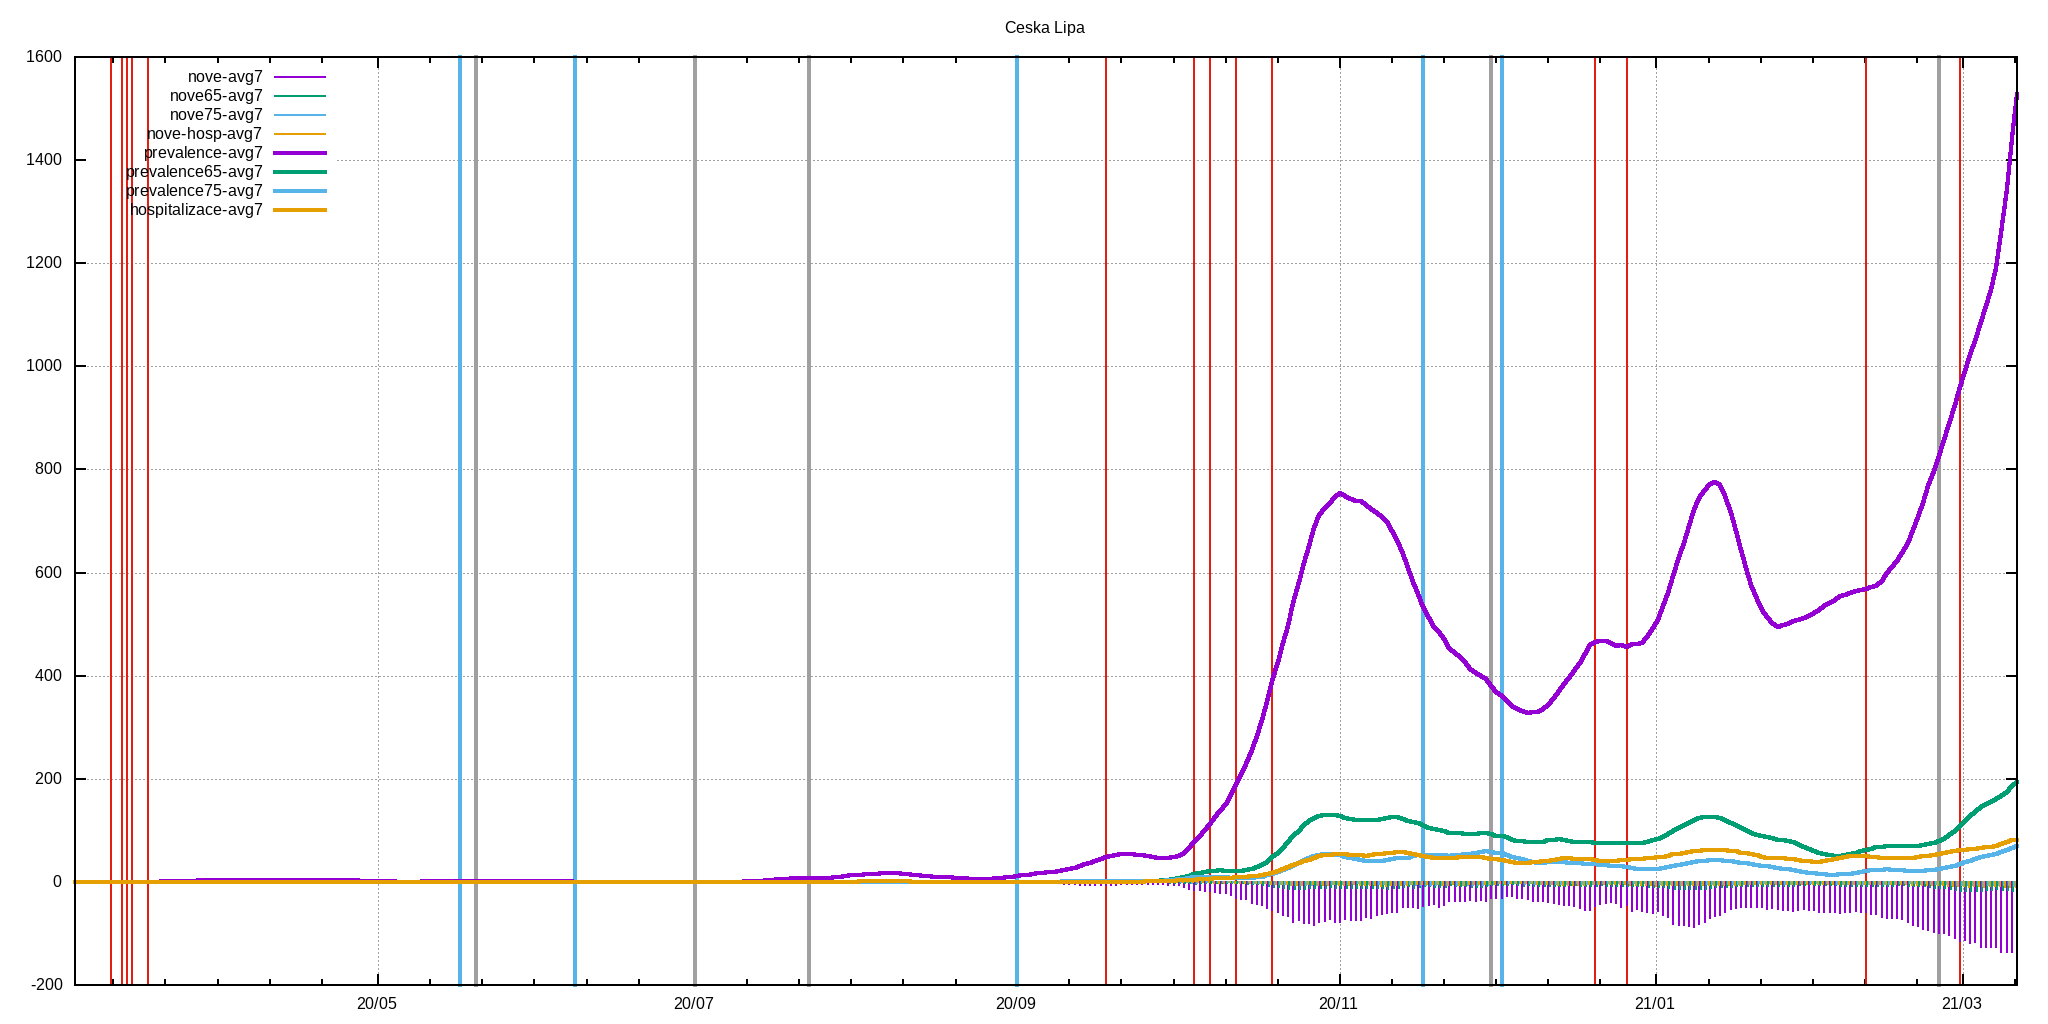 Ceska Lipa
1600
1400
1200
1000
800
600
400
200
0
-200
nove-avg7
nove65-avg7
nove75-avg7
nove-hosp-avg7
prevalence-avg7
prevalence65-avg7
prevalence75-avg7
hospitalizace-avg7
20/05 20/07 20/09 20/11 21/01 21/03